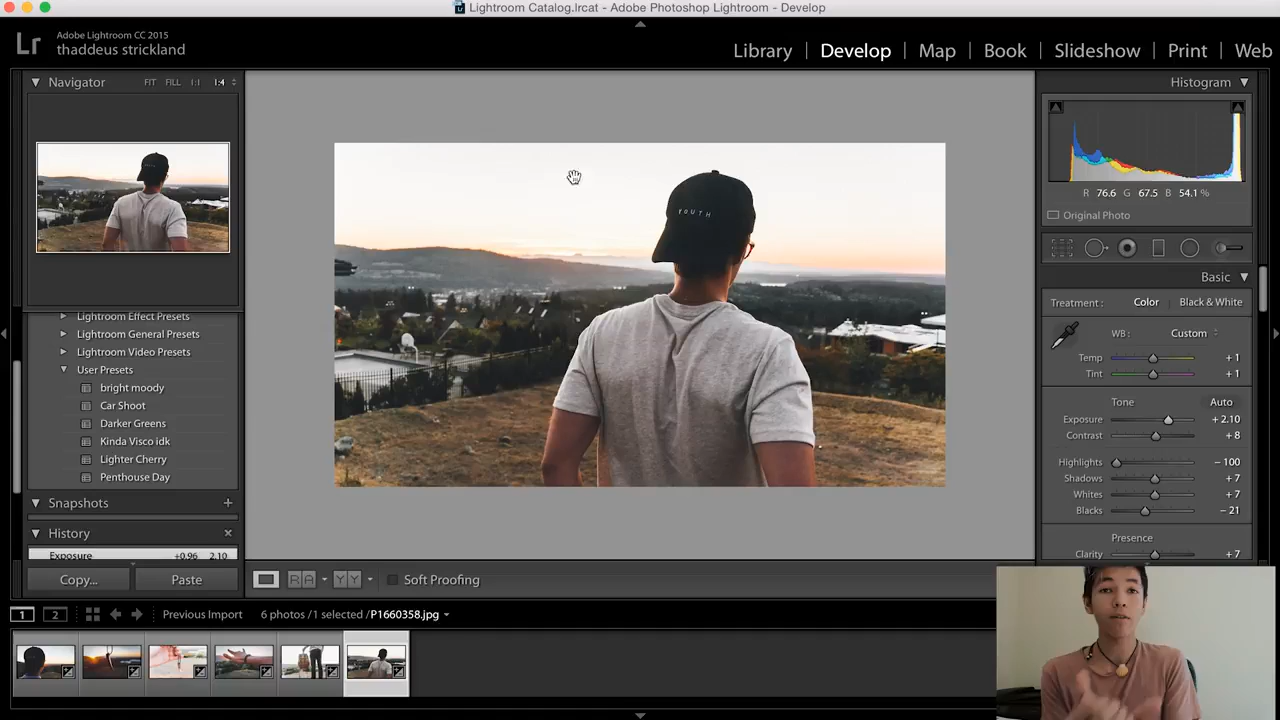 Lightroom Catalog.lrcat - Adobe Photoshop Lightroom - Develop
Lr
Adobe Lightroom CC 2015
thaddeus strickland
Library | Develop | Map | Book | Slideshow | Print | Web
Navigator FIT FILL 1:1 1:4
Histogram
R 76.6 G 67.5 B 54.1 %
Original Photo
YOUTH
Basic
Treatment : Color Black & White
WB : Custom
Temp +1
Tint +1
Tone Auto
Exposure +2.10
Contrast +8
Highlights −100
Shadows +7
Whites +7
Blacks −21
Presence
Clarity +7
Lightroom Effect Presets
Lightroom General Presets
Lightroom Video Presets
User Presets
bright moody
Car Shoot
Darker Greens
Kinda Visco idk
Lighter Cherry
Penthouse Day
Snapshots +
History ×
Exposure +0.96 2.10
Copy... Paste
R A Y Y Soft Proofing
1 2 Previous Import 6 photos /1 selected /P1660358.jpg